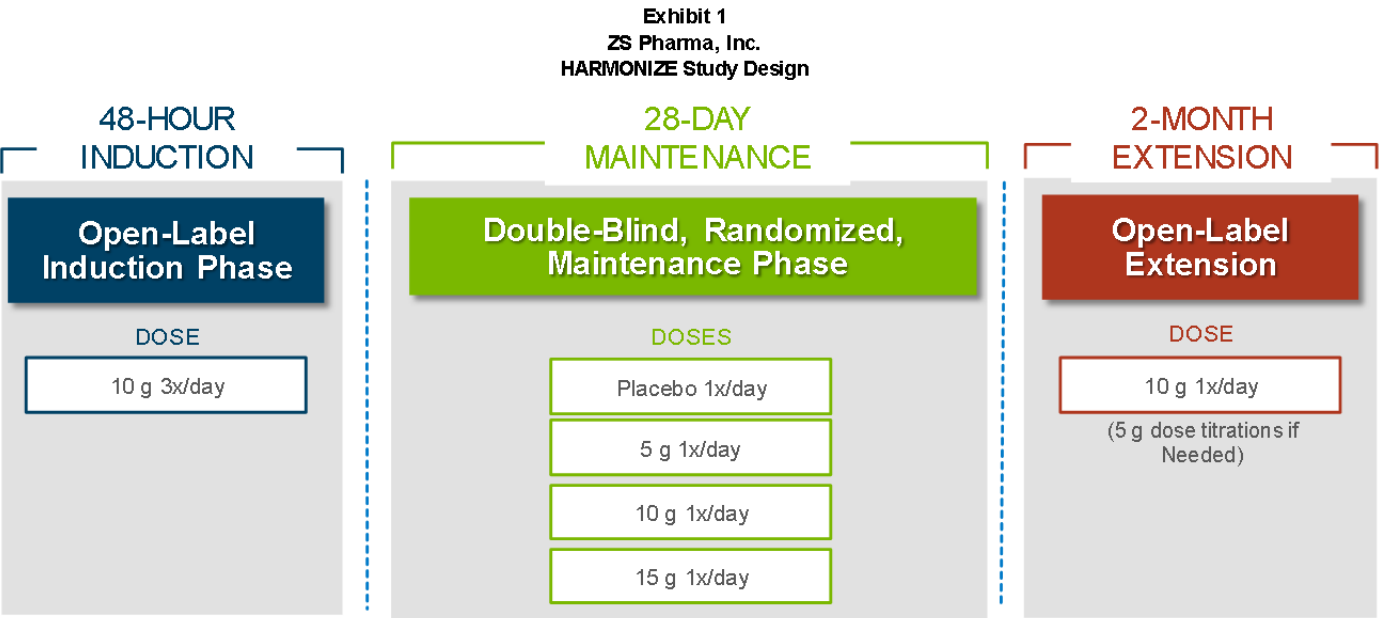 Exhibit 1
ZS Pharma, Inc.
HARMONIZE Study Design
48-HOUR
INDUCTION
Open-Label
Induction Phase
DOSE
10 g 3x/day
28-DAY
MAINTENANCE
Double-Blind, Randomized,
Maintenance Phase
DOSES
Placebo 1x/day
5 g 1x/day
10 g 1x/day
15 g 1x/day
2-MONTH
EXTENSION
Open-Label
Extension
DOSE
10 g 1x/day
(5 g dose titrations if
Needed)